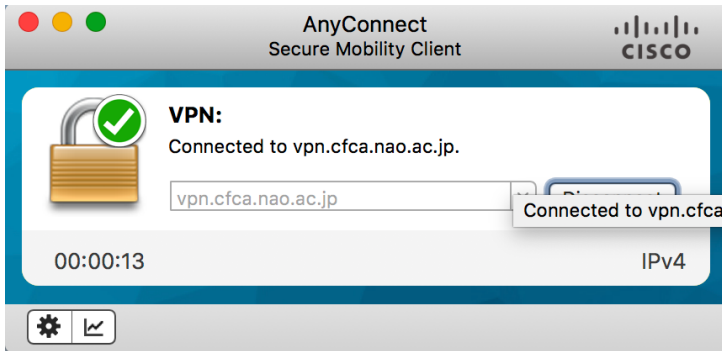 AnyConnect
Secure Mobility Client
CISCO
VPN:
Connected to vpn.cfca.nao.ac.jp.
vpn.cfca.nao.ac.jp
Connected to vpn.cfca
00:00:13
IPv4